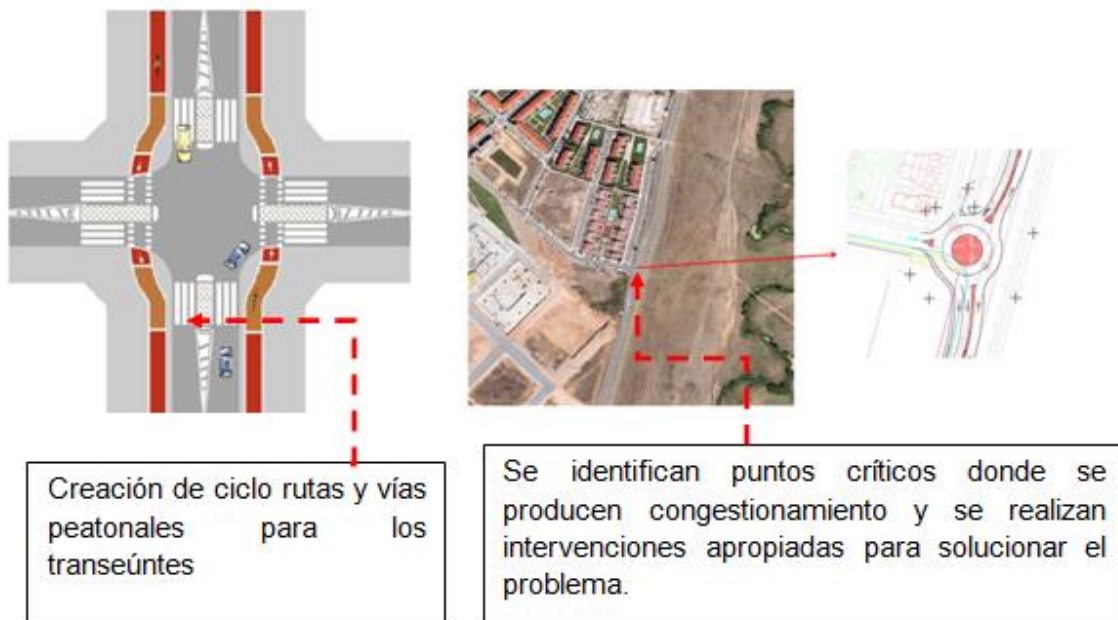 Creación de ciclo rutas y vías
peatonales para los
transeúntes
Se identifican puntos críticos donde se
producen congestionamiento y se realizan
intervenciones apropiadas para solucionar el
problema.